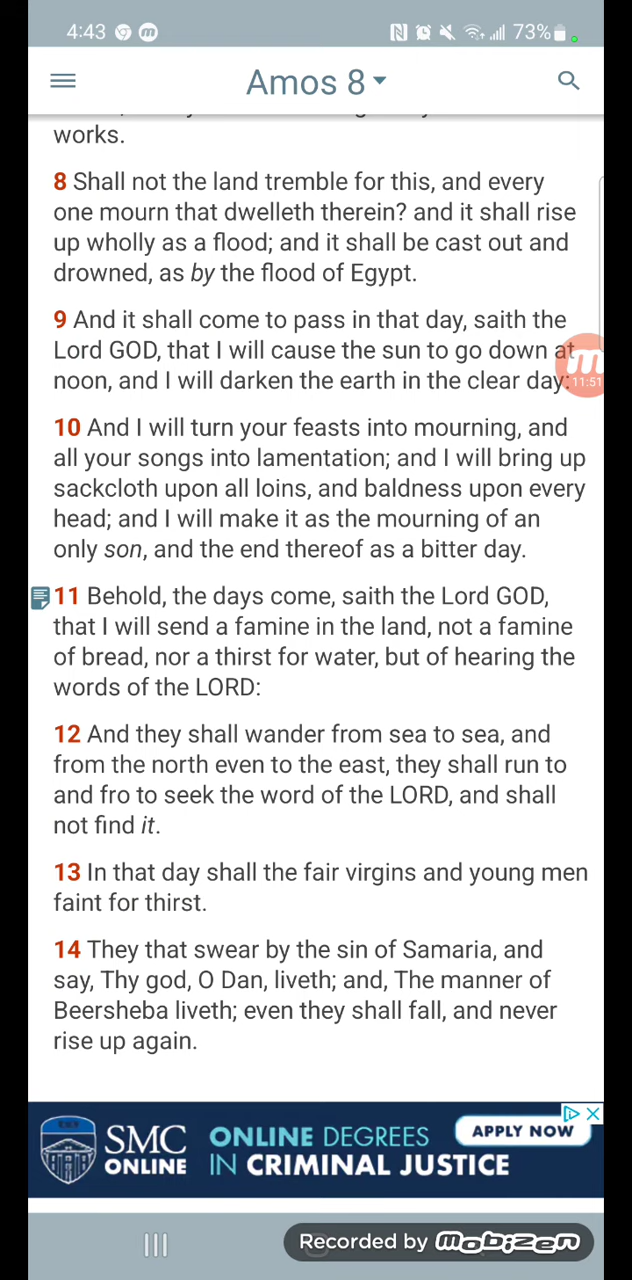 4:43
73%
Amos 8
works.
8 Shall not the land tremble for this, and every
one mourn that dwelleth therein? and it shall rise
up wholly as a flood; and it shall be cast out and
drowned, as by the flood of Egypt.
9 And it shall come to pass in that day, saith the
Lord GOD, that I will cause the sun to go down at
noon, and I will darken the earth in the clear day:
11:51
10 And I will turn your feasts into mourning, and
all your songs into lamentation; and I will bring up
sackcloth upon all loins, and baldness upon every
head; and I will make it as the mourning of an
only son, and the end thereof as a bitter day.
11 Behold, the days come, saith the Lord GOD,
that I will send a famine in the land, not a famine
of bread, nor a thirst for water, but of hearing the
words of the LORD:
12 And they shall wander from sea to sea, and
from the north even to the east, they shall run to
and fro to seek the word of the LORD, and shall
not find it.
13 In that day shall the fair virgins and young men
faint for thirst.
14 They that swear by the sin of Samaria, and
say, Thy god, O Dan, liveth; and, The manner of
Beersheba liveth; even they shall fall, and never
rise up again.
SMC
ONLINE
ONLINE DEGREES
IN CRIMINAL JUSTICE
APPLY NOW
Recorded by mobizen